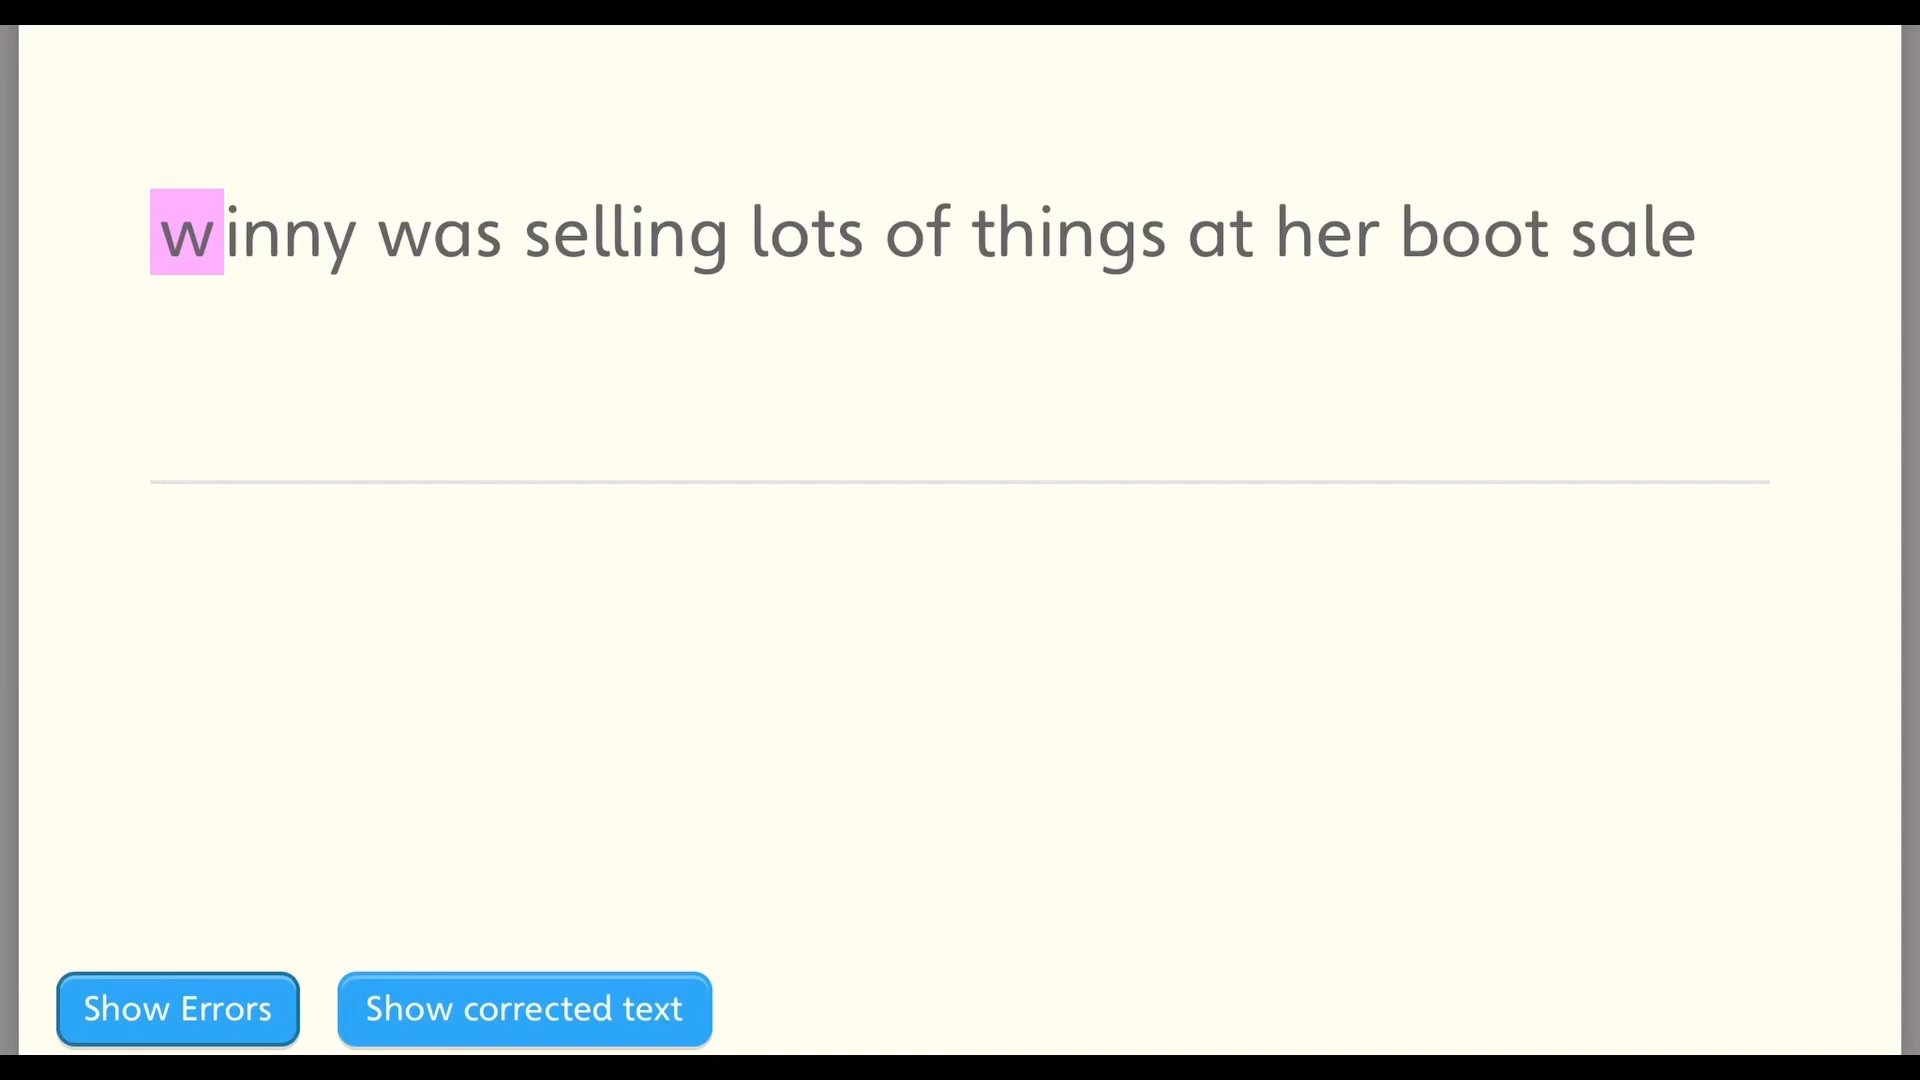 winny was selling lots of things at her boot sale
Show Errors
Show corrected text